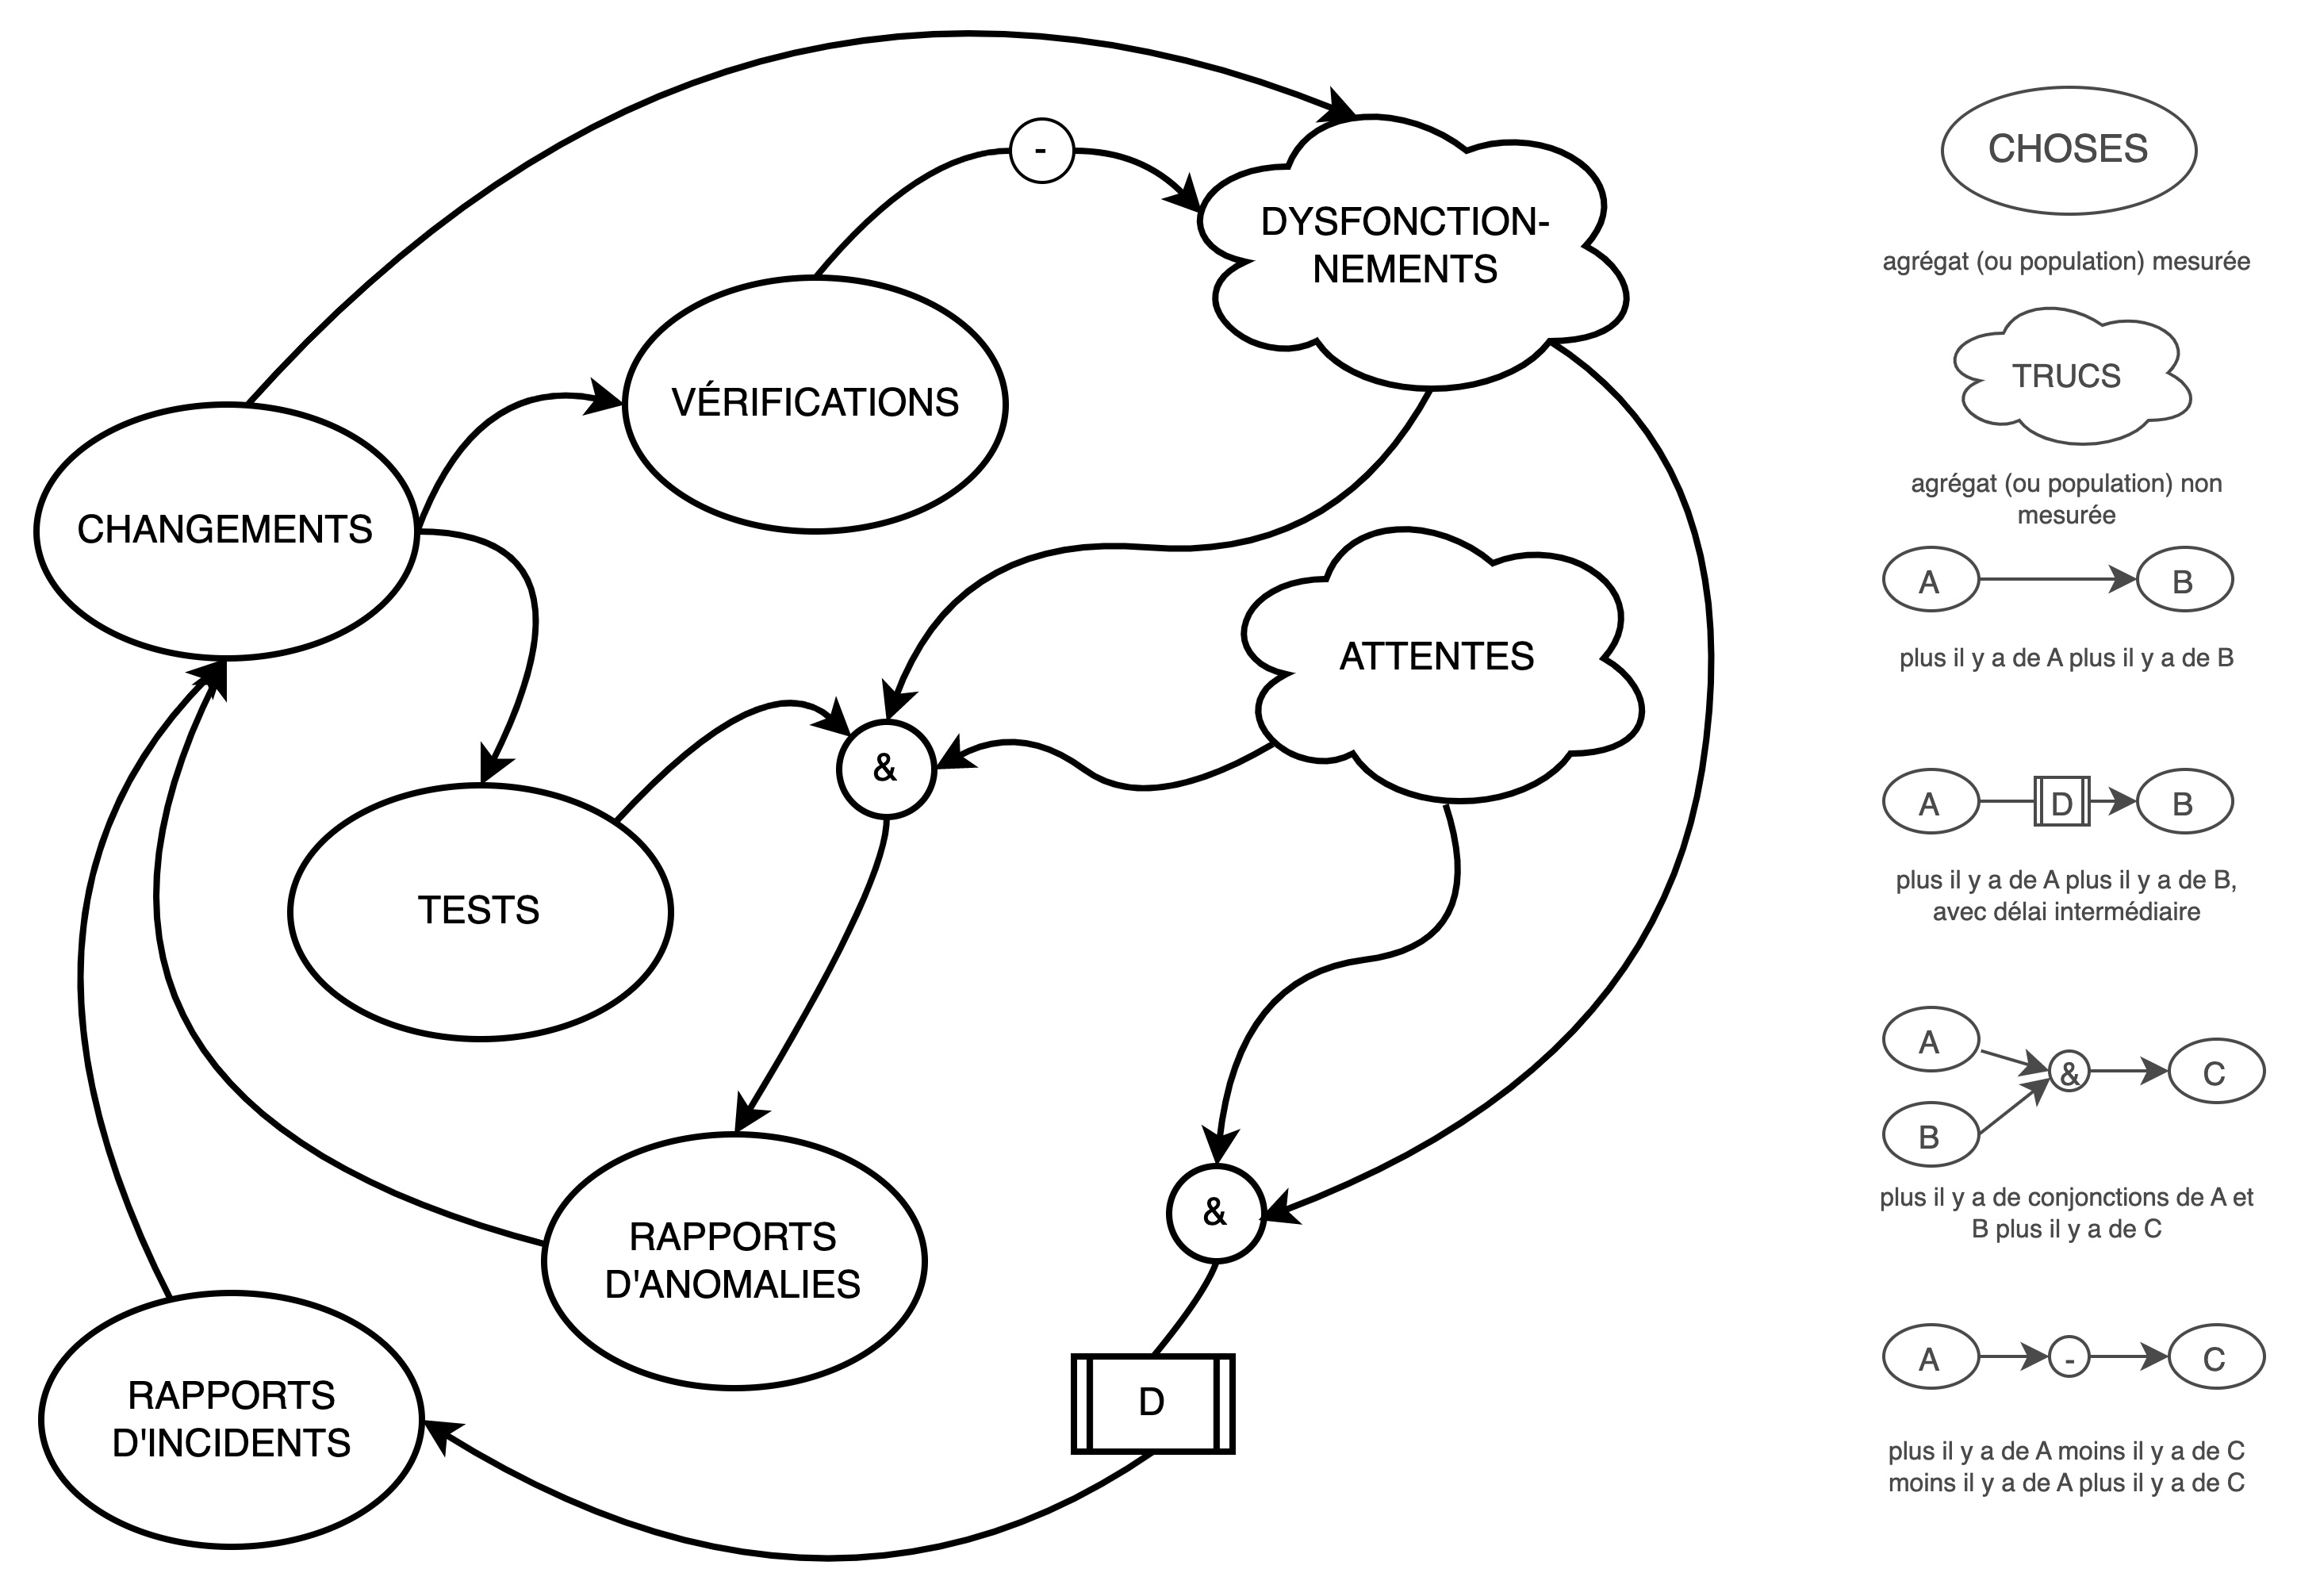 DYSFONCTION-
NEMENTS
-
VÉRIFICATIONS
CHANGEMENTS
ATTENTES
&
TESTS
&
RAPPORTS
D'ANOMALIES
D
RAPPORTS
D'INCIDENTS
CHOSES
agrégat (ou population) mesurée
TRUCS
agrégat (ou population) non
mesurée
A
B
plus il y a de A plus il y a de B
A
D
B
plus il y a de A plus il y a de B,
avec délai intermédiaire
A
&
C
B
plus il y a de conjonctions de A et
B plus il y a de C
A
-
C
plus il y a de A moins il y a de C
moins il y a de A plus il y a de C